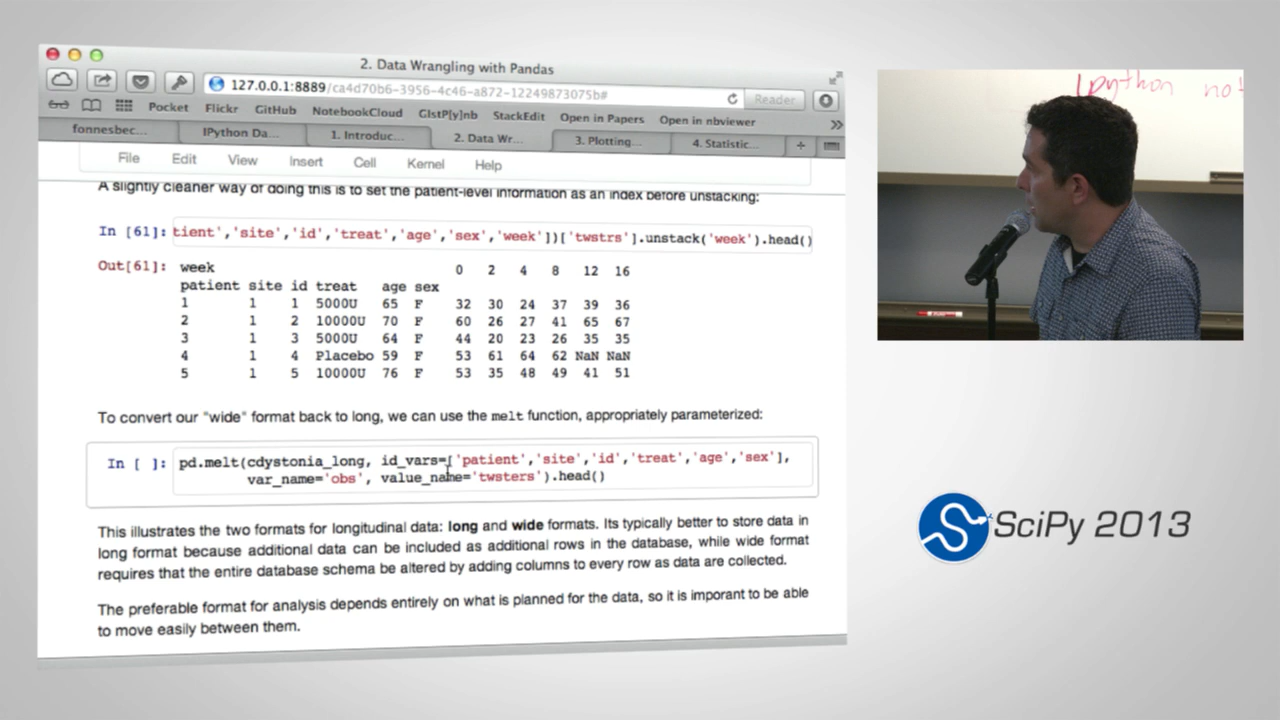 2. Data Wrangling with Pandas
127.0.0.1:8889/ca4d70b6-3956-4c46-a872-12249873075b#
Reader
Pocket Flickr GitHub NotebookCloud GIstP[y]nb StackEdit Open in Papers Open in nbviewer
fonnesbec... IPython Da... 1. Introduc... 2. Data Wr... 3. Plotting... 4. Statistic...
File Edit View Insert Cell Kernel Help
A slightly cleaner way of doing this is to set the patient-level information as an index before unstacking:
In [61]: tient','site','id','treat','age','sex','week'])['twstrs'].unstack('week').head()
Out[61]: week 0 2 4 8 12 16
patient site id treat age sex
1 1 1 5000U 65 F 32 30 24 37 39 36
2 1 2 10000U 70 F 60 26 27 41 65 67
3 1 3 5000U 64 F 44 20 23 26 35 35
4 1 4 Placebo 59 F 53 61 64 62 NaN NaN
5 1 5 10000U 76 F 53 35 48 49 41 51
To convert our "wide" format back to long, we can use the melt function, appropriately parameterized:
In [ ]: pd.melt(cdystonia_long, id_vars=['patient','site','id','treat','age','sex'],
var_name='obs', value_name='twsters').head()
This illustrates the two formats for longitudinal data: long and wide formats. Its typically better to store data in
long format because additional data can be included as additional rows in the database, while wide format
requires that the entire database schema be altered by adding columns to every row as data are collected.
The preferable format for analysis depends entirely on what is planned for the data, so it is imporant to be able
to move easily between them.
Ipython not
SciPy 2013